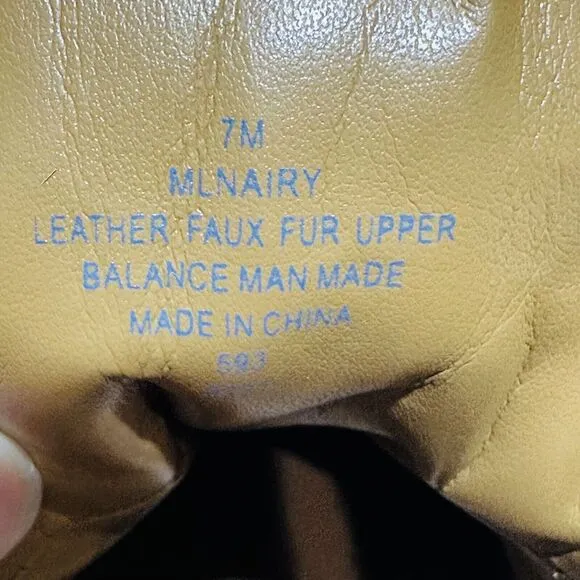 7M
MLNAIRY
LEATHER FAUX FUR UPPER
BALANCE MAN MADE
MADE IN CHINA